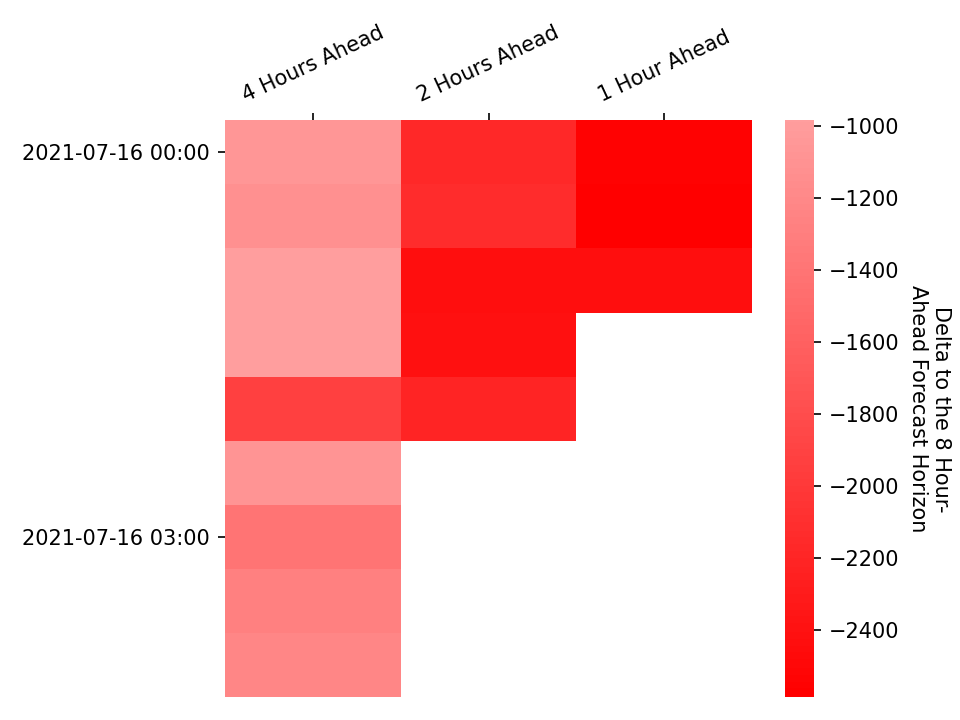 4 Hours Ahead
2 Hours Ahead
1 Hour Ahead
2021-07-16 00:00
2021-07-16 03:00
−1000
−1200
−1400
−1600
−1800
−2000
−2200
−2400
Delta to the 8 Hour-
Ahead Forecast Horizon